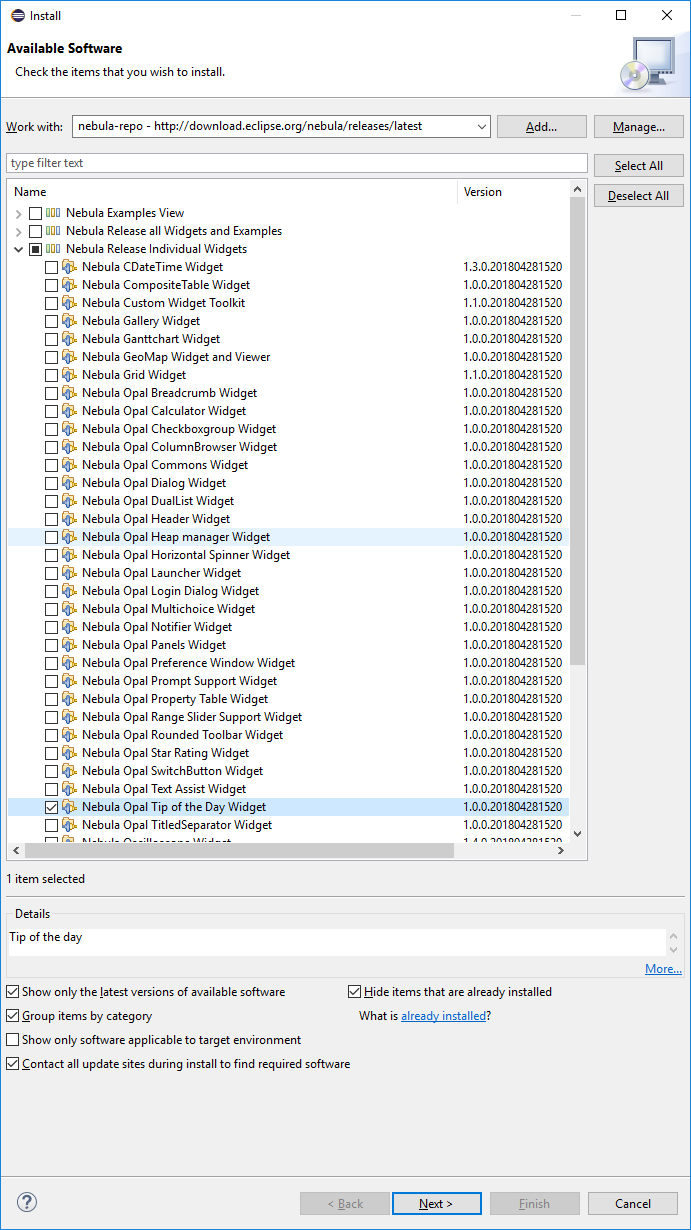 Install
Available Software
Check the items that you wish to install.
Work with: nebula-repo - http://download.eclipse.org/nebula/releases/latest Add... Manage...
type filter text Select All
Deselect All
Name Version
Nebula Examples View
Nebula Release all Widgets and Examples
Nebula Release Individual Widgets
Nebula CDateTime Widget 1.3.0.201804281520
Nebula CompositeTable Widget 1.0.0.201804281520
Nebula Custom Widget Toolkit 1.1.0.201804281520
Nebula Gallery Widget 1.0.0.201804281520
Nebula Ganttchart Widget 1.0.0.201804281520
Nebula GeoMap Widget and Viewer 1.0.0.201804281520
Nebula Grid Widget 1.1.0.201804281520
Nebula Opal Breadcrumb Widget 1.0.0.201804281520
Nebula Opal Calculator Widget 1.0.0.201804281520
Nebula Opal Checkboxgroup Widget 1.0.0.201804281520
Nebula Opal ColumnBrowser Widget 1.0.0.201804281520
Nebula Opal Commons Widget 1.0.0.201804281520
Nebula Opal Dialog Widget 1.0.0.201804281520
Nebula Opal DualList Widget 1.0.0.201804281520
Nebula Opal Header Widget 1.0.0.201804281520
Nebula Opal Heap manager Widget 1.0.0.201804281520
Nebula Opal Horizontal Spinner Widget 1.0.0.201804281520
Nebula Opal Launcher Widget 1.0.0.201804281520
Nebula Opal Login Dialog Widget 1.0.0.201804281520
Nebula Opal Multichoice Widget 1.0.0.201804281520
Nebula Opal Notifier Widget 1.0.0.201804281520
Nebula Opal Panels Widget 1.0.0.201804281520
Nebula Opal Preference Window Widget 1.0.0.201804281520
Nebula Opal Prompt Support Widget 1.0.0.201804281520
Nebula Opal Property Table Widget 1.0.0.201804281520
Nebula Opal Range Slider Support Widget 1.0.0.201804281520
Nebula Opal Rounded Toolbar Widget 1.0.0.201804281520
Nebula Opal Star Rating Widget 1.0.0.201804281520
Nebula Opal SwitchButton Widget 1.0.0.201804281520
Nebula Opal Text Assist Widget 1.0.0.201804281520
Nebula Opal Tip of the Day Widget 1.0.0.201804281520
Nebula Opal TitledSeparator Widget 1.0.0.201804281520
Nebula Oscilloscope Widget 1.4.0.201804281520
1 item selected
Details
Tip of the day
More...
Show only the latest versions of available software Hide items that are already installed
Group items by category What is already installed?
Show only software applicable to target environment
Contact all update sites during install to find required software
? < Back Next > Finish Cancel